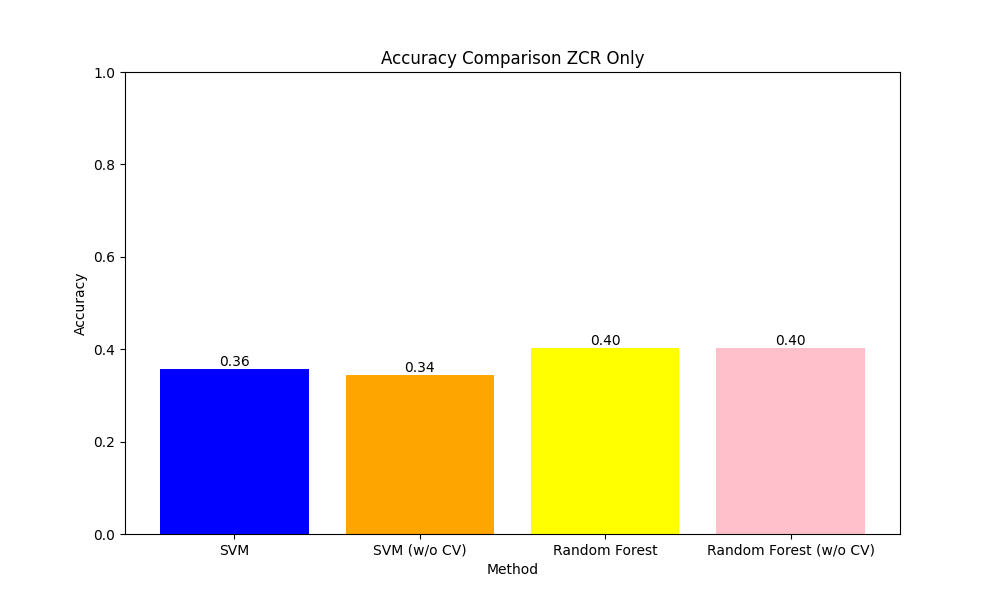 Accuracy Comparison ZCR Only
1.0
0.8
0.6
0.4
0.2
0.0
Accuracy
0.36
0.34
0.40
0.40
SVM
SVM (w/o CV)
Random Forest
Random Forest (w/o CV)
Method